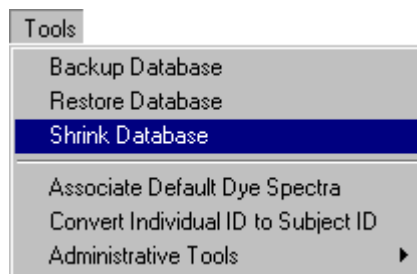 Tools
Backup Database
Restore Database
Shrink Database
Associate Default Dye Spectra
Convert Individual ID to Subject ID
Administrative Tools